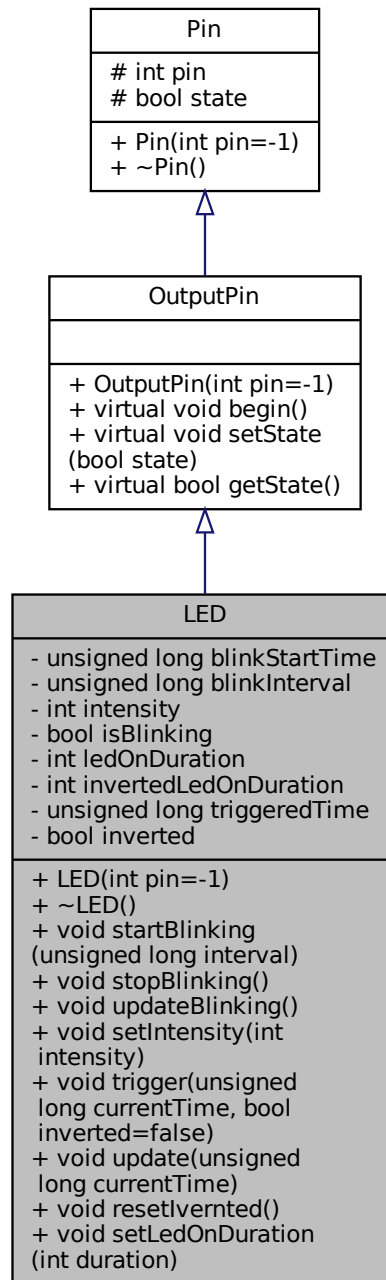 Pin
# int pin
# bool state
+ Pin(int pin=-1)
+ ~Pin()
OutputPin
+ OutputPin(int pin=-1)
+ virtual void begin()
+ virtual void setState
(bool state)
+ virtual bool getState()
LED
- unsigned long blinkStartTime
- unsigned long blinkInterval
- int intensity
- bool isBlinking
- int ledOnDuration
- int invertedLedOnDuration
- unsigned long triggeredTime
- bool inverted
+ LED(int pin=-1)
+ ~LED()
+ void startBlinking
(unsigned long interval)
+ void stopBlinking()
+ void updateBlinking()
+ void setIntensity(int
intensity)
+ void trigger(unsigned
long currentTime, bool
inverted=false)
+ void update(unsigned
long currentTime)
+ void resetIvernted()
+ void setLedOnDuration
(int duration)